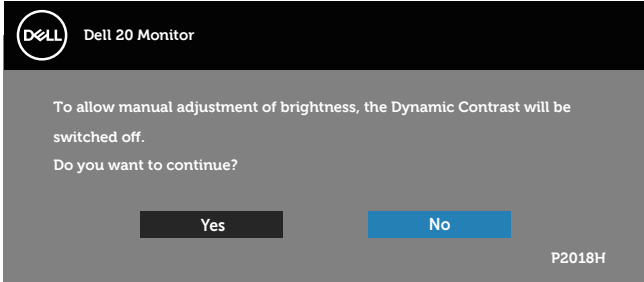 DELL
Dell 20 Monitor
To allow manual adjustment of brightness, the Dynamic Contrast will be
switched off.
Do you want to continue?
Yes No
P2018H